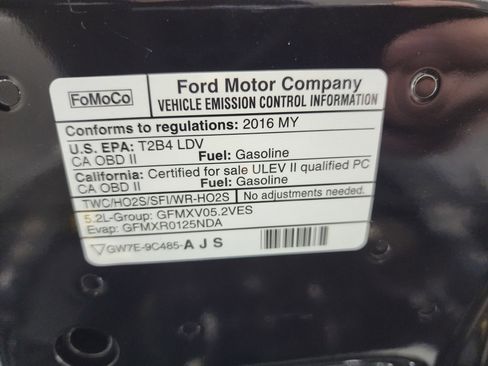 FoMoCo
Ford Motor Company
VEHICLE EMISSION CONTROL INFORMATION
Conforms to regulations: 2016 MY
U.S. EPA: T2B4 LDV
CA OBD II Fuel: Gasoline
California: Certified for sale ULEV II qualified PC
CA OBD II Fuel: Gasoline
TWC/HO2S/SFI/WR-HO2S No adjustments needed.
5.2L-Group: GFMXV05.2VES
Evap: GFMXR0125NDA
GW7E-9C485-AJS